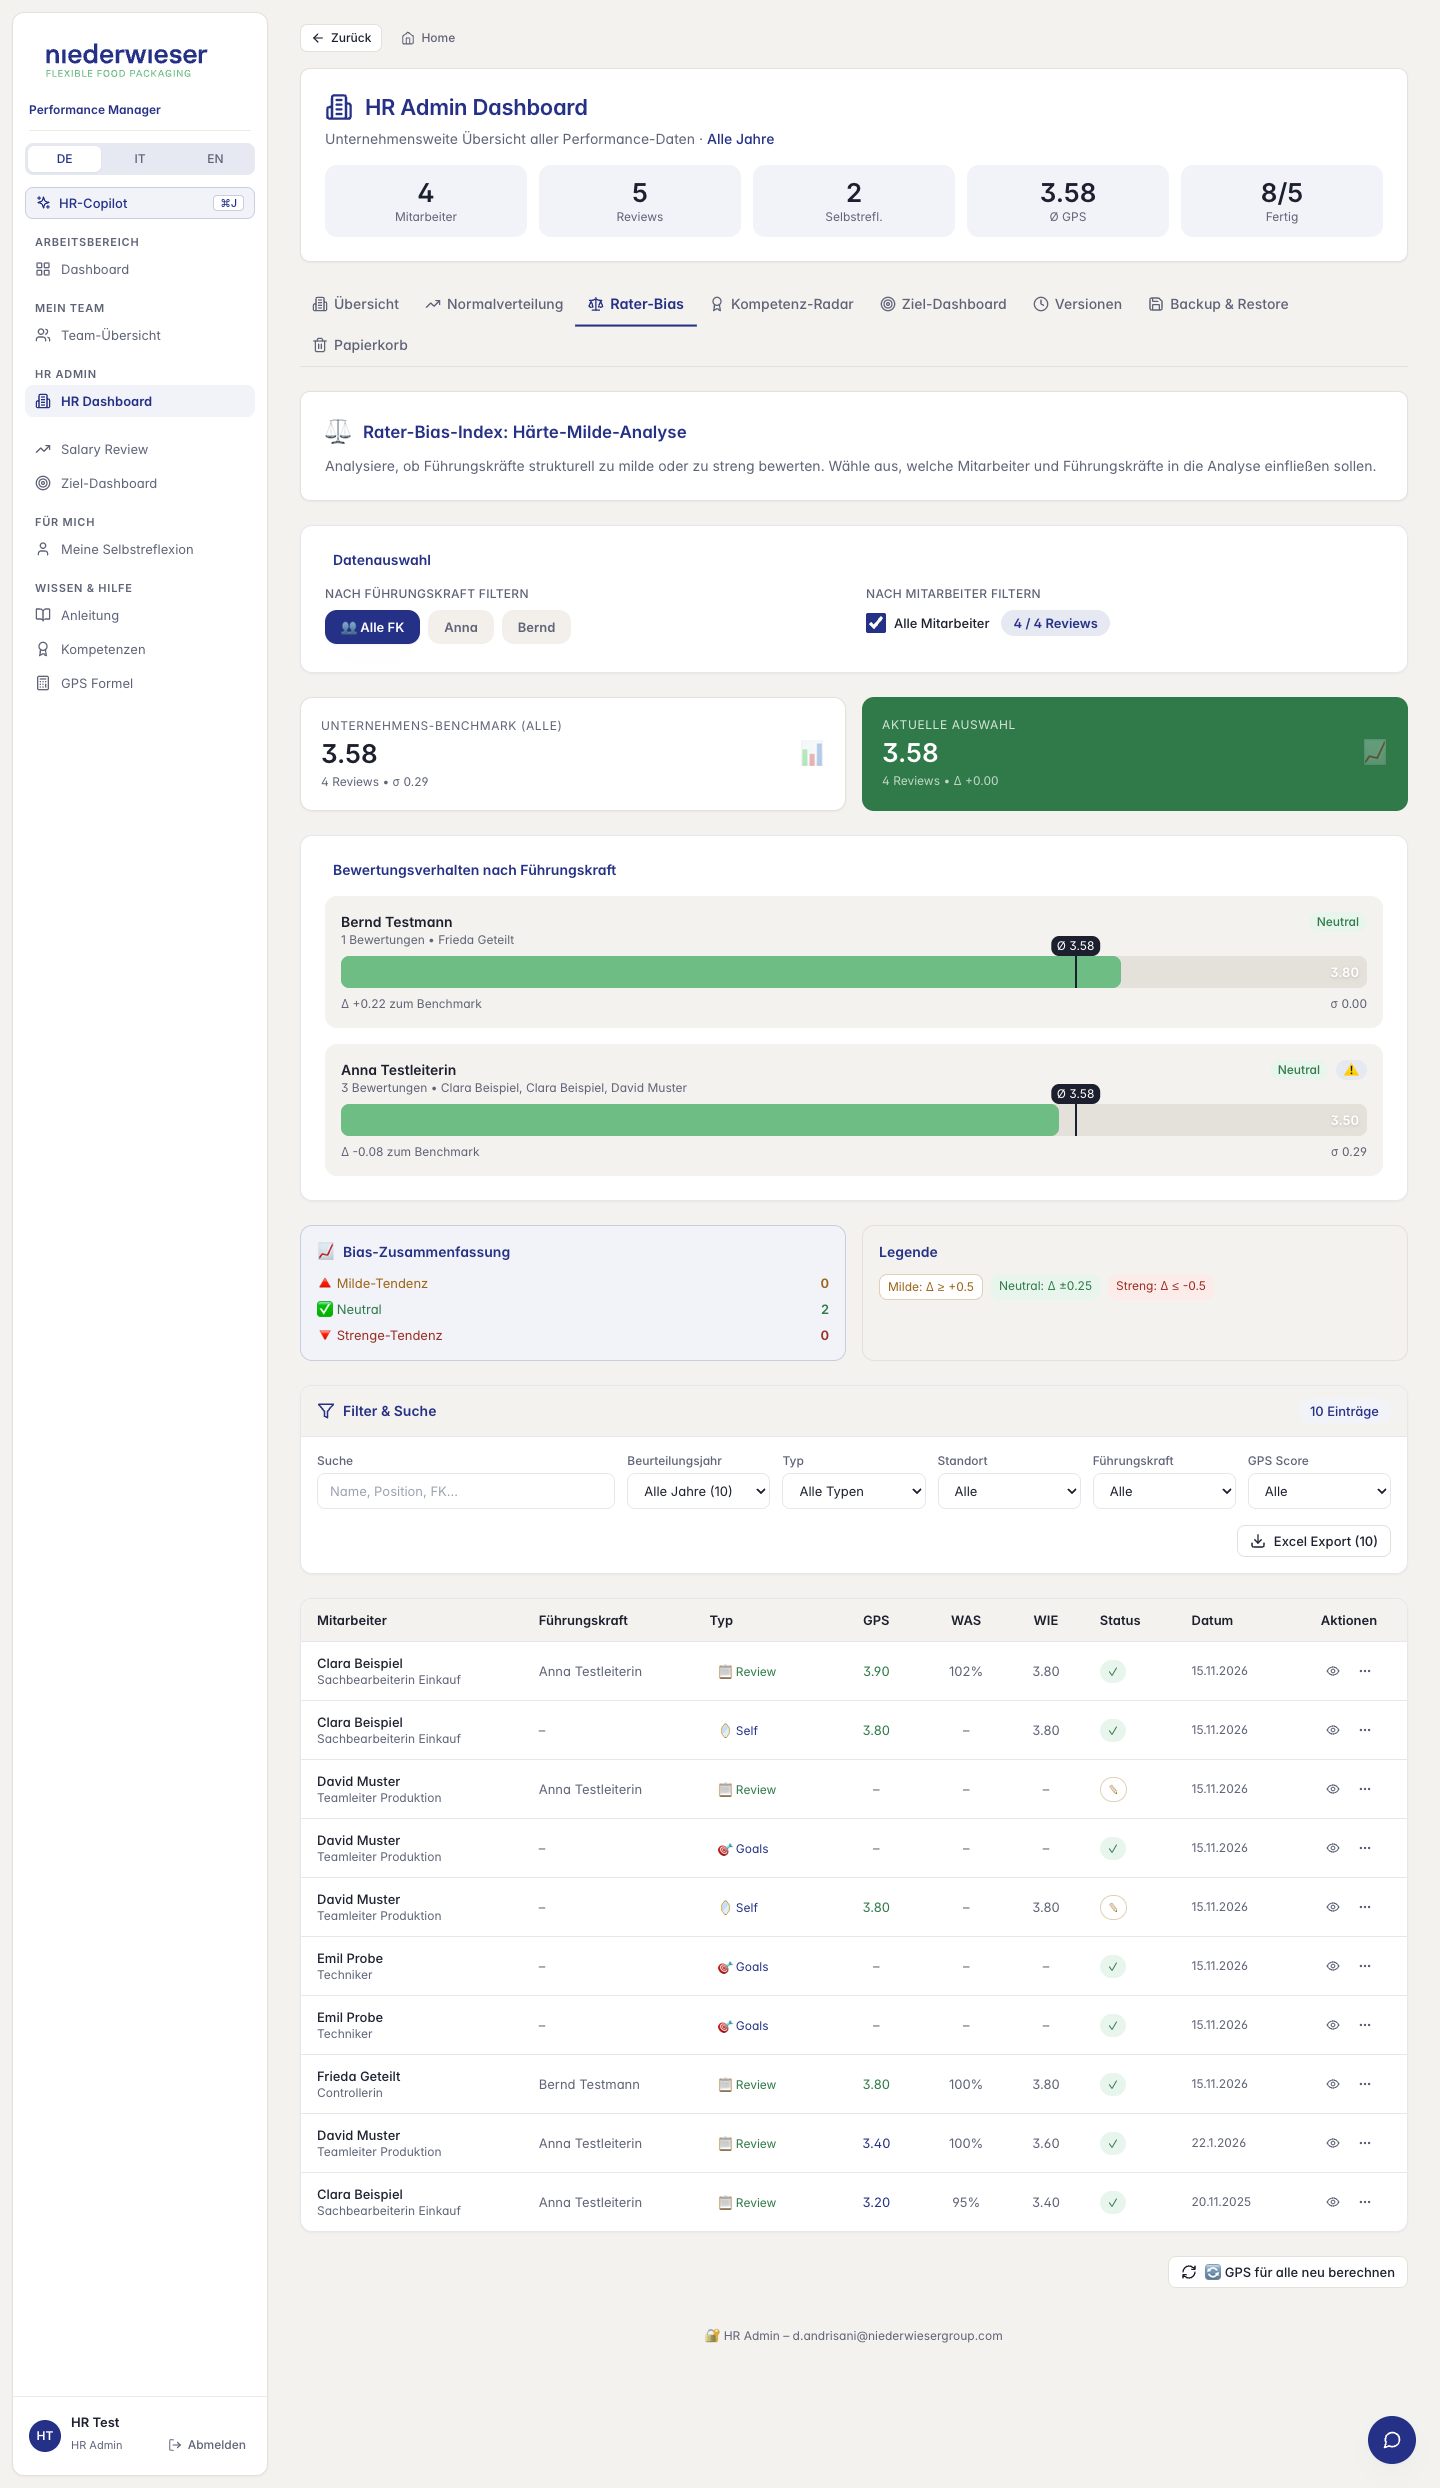 niederwieser
FLEXIBLE FOOD PACKAGING
Performance Manager
DE IT EN
HR-Copilot ⌘J
ARBEITSBEREICH
Dashboard
MEIN TEAM
Team-Übersicht
HR ADMIN
HR Dashboard
Salary Review
Ziel-Dashboard
FÜR MICH
Meine Selbstreflexion
WISSEN & HILFE
Anleitung
Kompetenzen
GPS Formel
HT
HR Test
HR Admin
Abmelden
Zurück Home
HR Admin Dashboard
Unternehmensweite Übersicht aller Performance-Daten · Alle Jahre
4 5 2 3.58 8/5
Mitarbeiter Reviews Selbstrefl. Ø GPS Fertig
Übersicht Normalverteilung Rater-Bias Kompetenz-Radar Ziel-Dashboard Versionen Backup & Restore
Papierkorb
Rater-Bias-Index: Härte-Milde-Analyse
Analysiere, ob Führungskräfte strukturell zu milde oder zu streng bewerten. Wähle aus, welche Mitarbeiter und Führungskräfte in die Analyse einfließen sollen.
Datenauswahl
NACH FÜHRUNGSKRAFT FILTERN NACH MITARBEITER FILTERN
Alle FK Anna Bernd Alle Mitarbeiter 4 / 4 Reviews
UNTERNEHMENS-BENCHMARK (ALLE)
3.58
4 Reviews • σ 0.29
AKTUELLE AUSWAHL
3.58
4 Reviews • Δ +0.00
Bewertungsverhalten nach Führungskraft
Bernd Testmann Neutral
1 Bewertungen • Frieda Geteilt
Ø 3.58
3.80
Δ +0.22 zum Benchmark σ 0.00
Anna Testleiterin Neutral ⚠️
3 Bewertungen • Clara Beispiel, Clara Beispiel, David Muster
Ø 3.58
3.50
Δ -0.08 zum Benchmark σ 0.29
Bias-Zusammenfassung
Milde-Tendenz 0
Neutral 2
Strenge-Tendenz 0
Legende
Milde: Δ ≥ +0.5 Neutral: Δ ±0.25 Streng: Δ ≤ -0.5
Filter & Suche 10 Einträge
Suche Beurteilungsjahr Typ Standort Führungskraft GPS Score
Name, Position, FK... Alle Jahre (10) Alle Typen Alle Alle Alle
Excel Export (10)
Mitarbeiter Führungskraft Typ GPS WAS WIE Status Datum Aktionen
Clara Beispiel
Sachbearbeiterin Einkauf
Anna Testleiterin Review 3.90 102% 3.80 ✓ 15.11.2026
Clara Beispiel
Sachbearbeiterin Einkauf
– Self 3.80 – 3.80 ✓ 15.11.2026
David Muster
Teamleiter Produktion
Anna Testleiterin Review – – – 15.11.2026
David Muster
Teamleiter Produktion
– Goals – – – ✓ 15.11.2026
David Muster
Teamleiter Produktion
– Self 3.80 – 3.80 15.11.2026
Emil Probe
Techniker
– Goals – – – ✓ 15.11.2026
Emil Probe
Techniker
– Goals – – – ✓ 15.11.2026
Frieda Geteilt
Controllerin
Bernd Testmann Review 3.80 100% 3.80 ✓ 15.11.2026
David Muster
Teamleiter Produktion
Anna Testleiterin Review 3.40 100% 3.60 ✓ 22.1.2026
Clara Beispiel
Sachbearbeiterin Einkauf
Anna Testleiterin Review 3.20 95% 3.40 ✓ 20.11.2025
GPS für alle neu berechnen
HR Admin – d.andrisani@niederwiesergroup.com